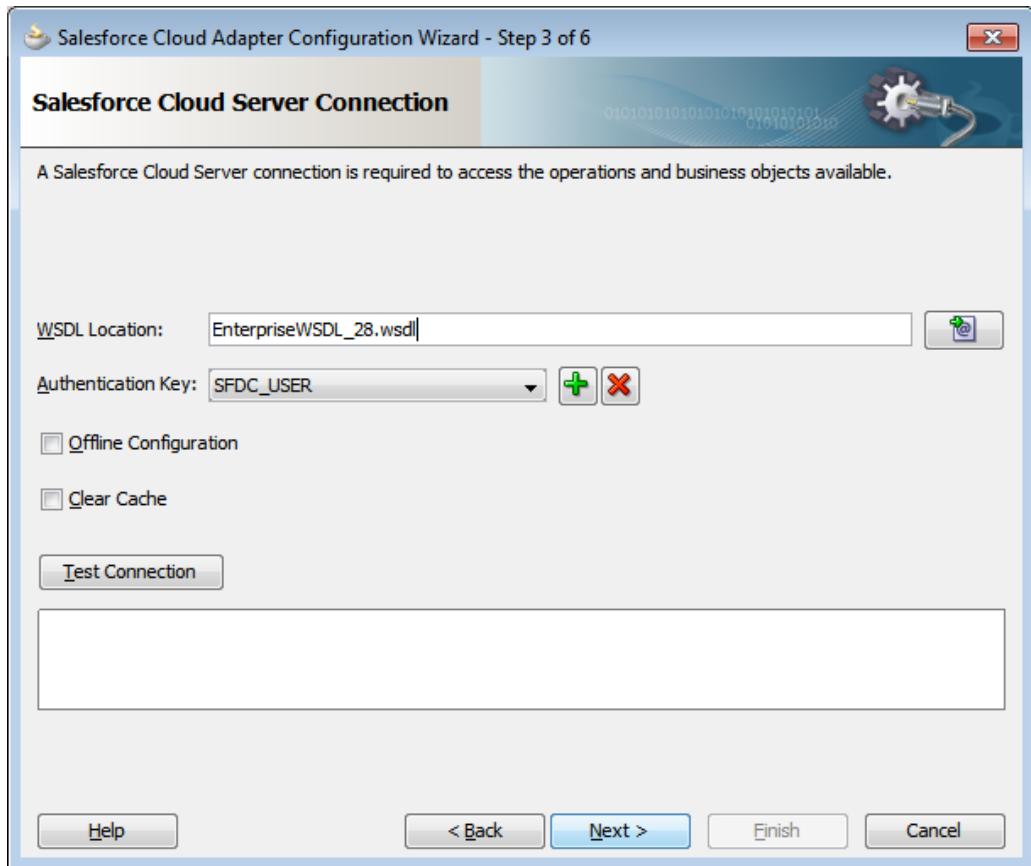 Salesforce Cloud Adapter Configuration Wizard - Step 3 of 6
Salesforce Cloud Server Connection
A Salesforce Cloud Server connection is required to access the operations and business objects available.
WSDL Location: EnterpriseWSDL_28.wsdl
Authentication Key: SFDC_USER
Offline Configuration
Clear Cache
Test Connection
Help < Back Next > Finish Cancel